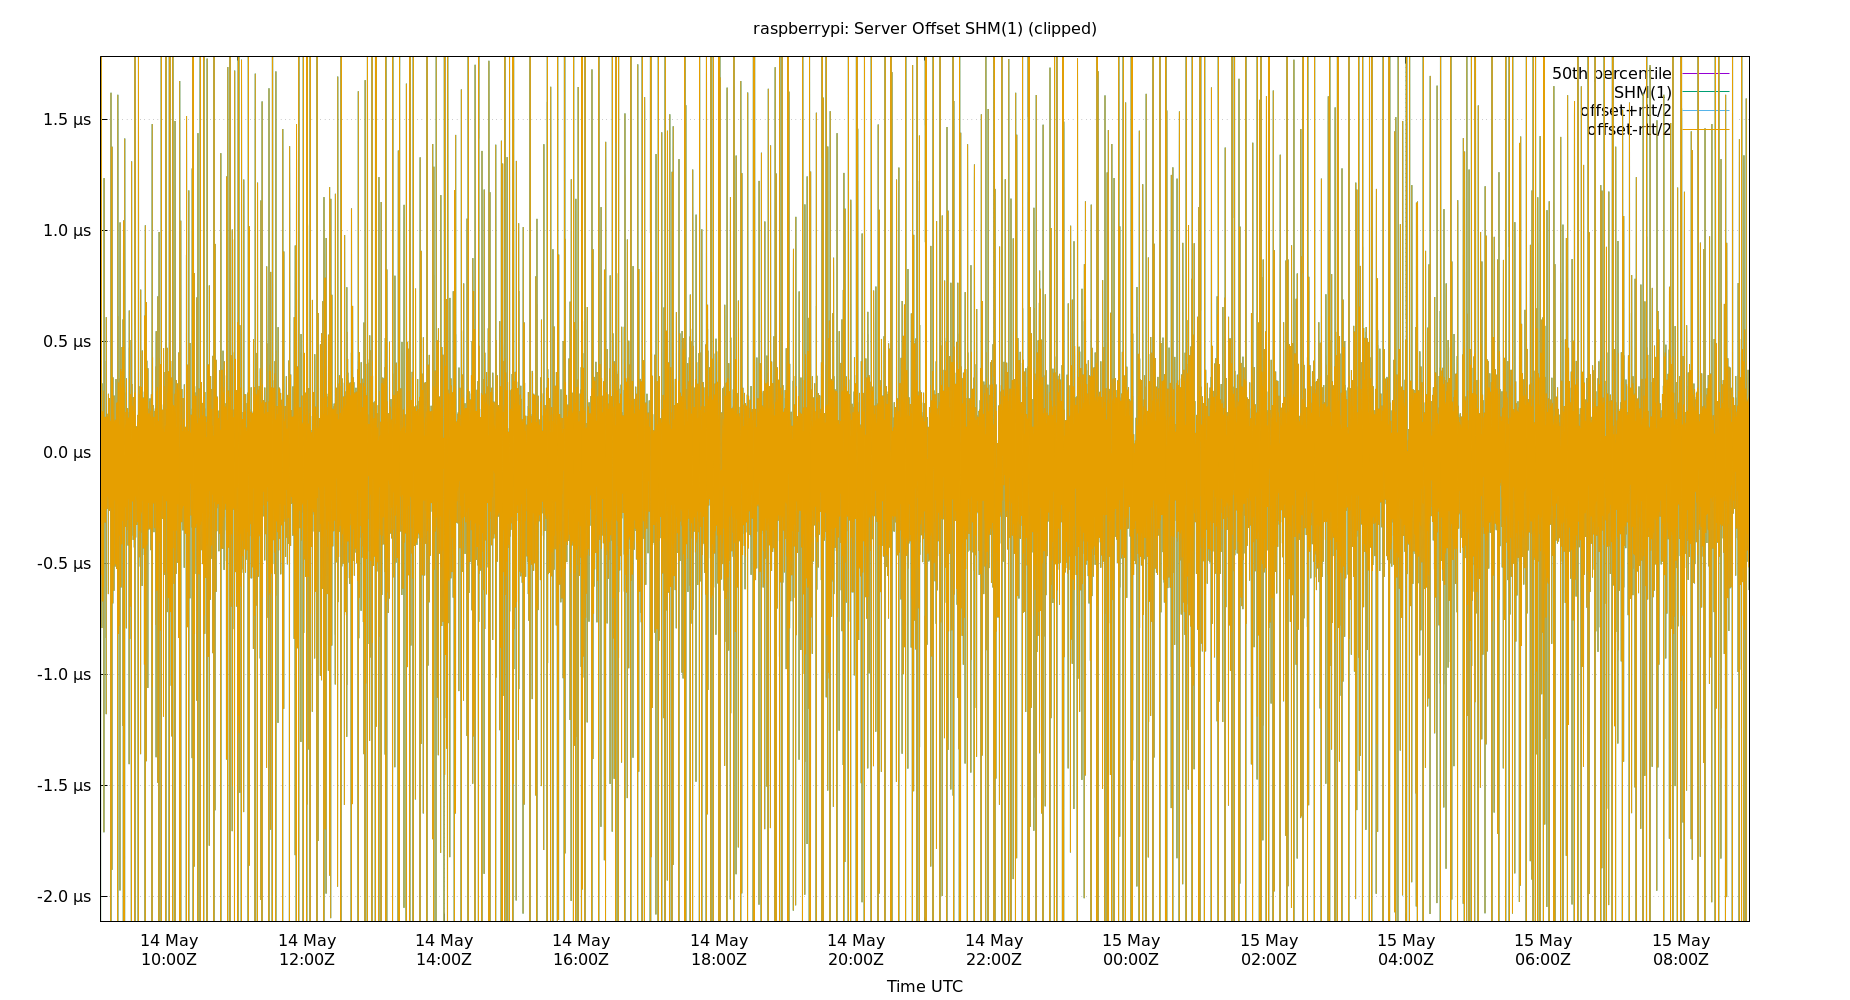 raspberrypi: Server Offset SHM(1) (clipped)
50th percentile
SHM(1)
offset+rtt/2
offset-rtt/2
1.5 µs
1.0 µs
0.5 µs
0.0 µs
-0.5 µs
-1.0 µs
-1.5 µs
-2.0 µs
14 May 14 May 14 May 14 May 14 May 14 May 14 May 15 May 15 May 15 May 15 May 15 May
10:00Z 12:00Z 14:00Z 16:00Z 18:00Z 20:00Z 22:00Z 00:00Z 02:00Z 04:00Z 06:00Z 08:00Z
Time UTC